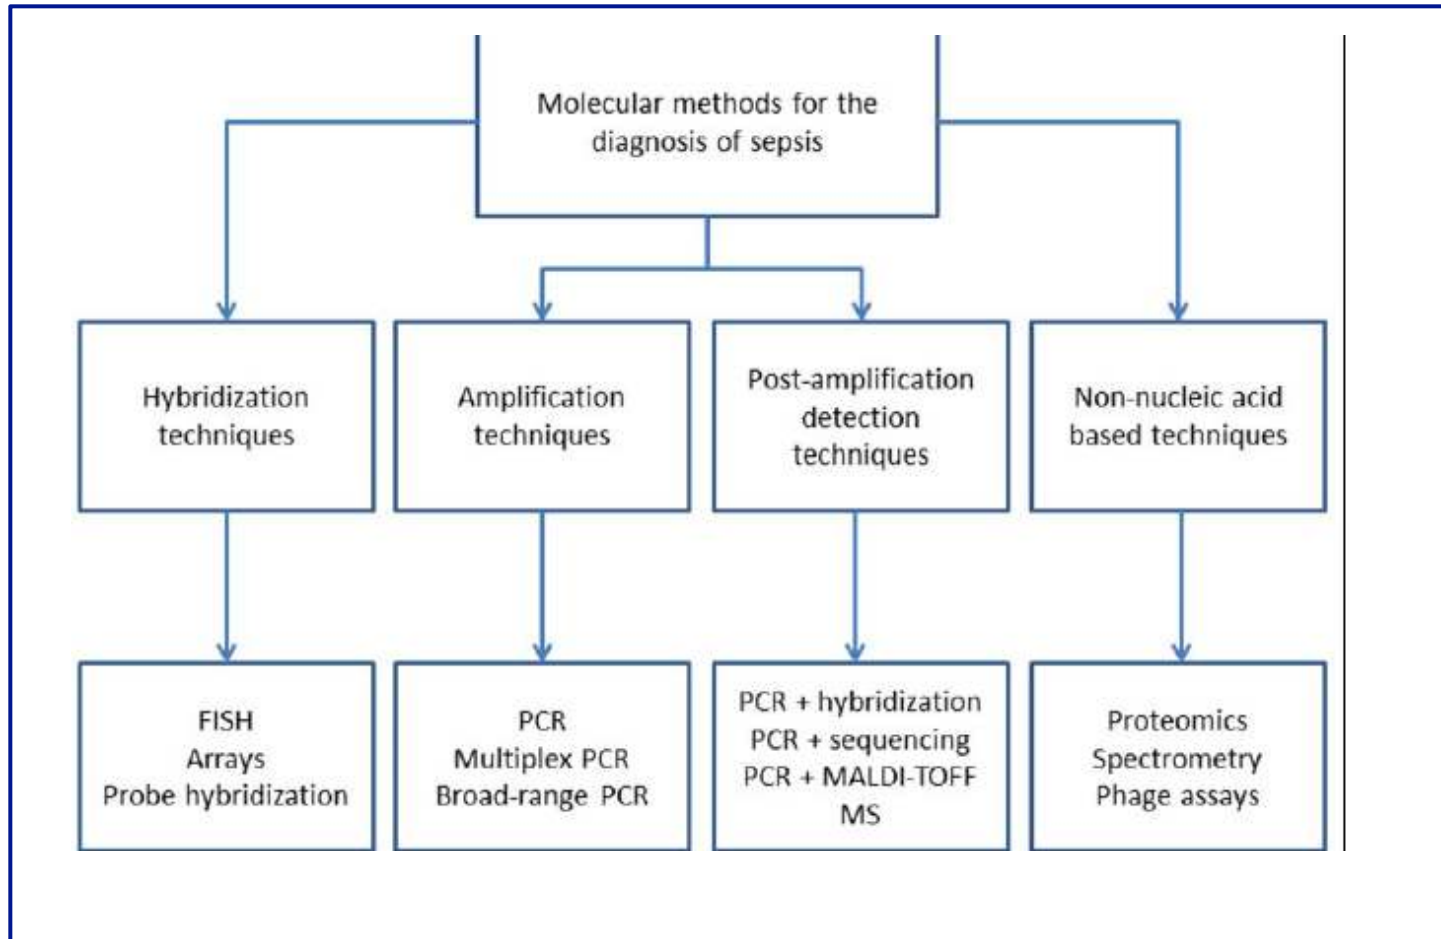 Molecular methods for the
diagnosis of sepsis
Hybridization
techniques
Amplification
techniques
Post-amplification
detection
techniques
Non-nucleic acid
based techniques
FISH
Arrays
Probe hybridization
PCR
Multiplex PCR
Broad-range PCR
PCR + hybridization
PCR + sequencing
PCR + MALDI-TOFF
MS
Proteomics
Spectrometry
Phage assays